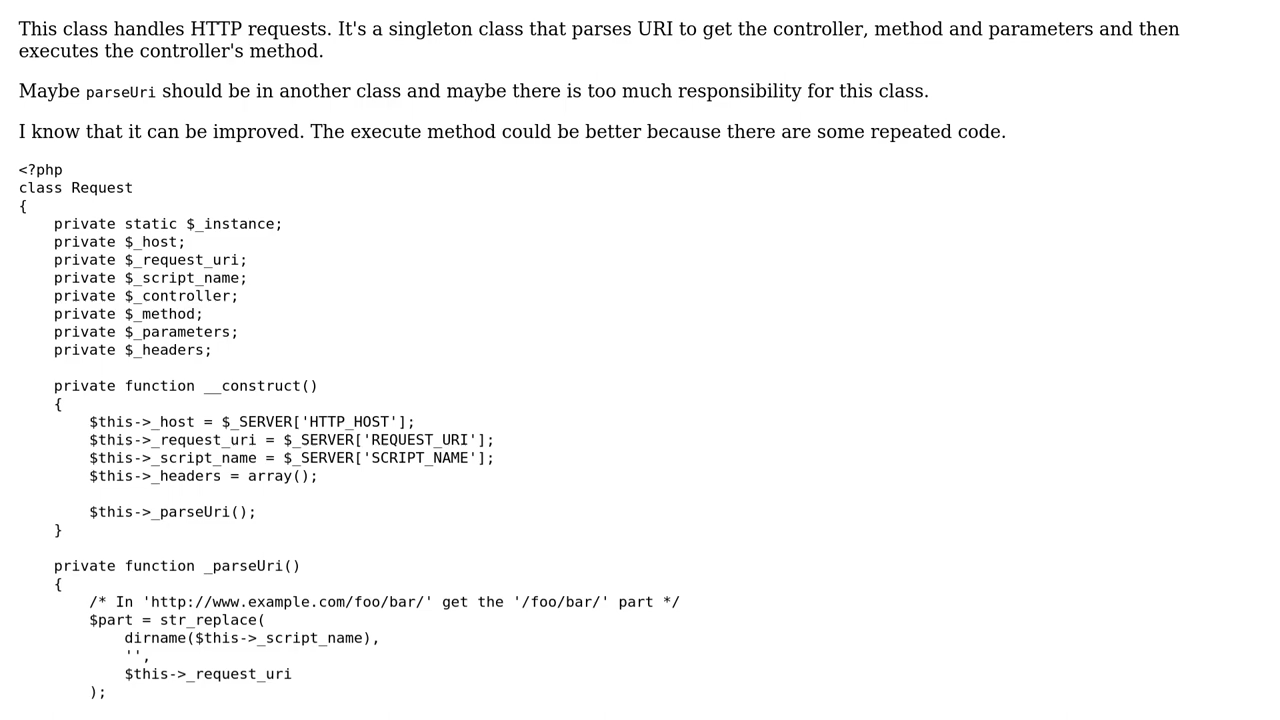 This class handles HTTP requests. It's a singleton class that parses URI to get the controller, method and parameters and then
executes the controller's method.
Maybe parseUri should be in another class and maybe there is too much responsibility for this class.
I know that it can be improved. The execute method could be better because there are some repeated code.
<?php
class Request
{
    private static $_instance;
    private $_host;
    private $_request_uri;
    private $_script_name;
    private $_controller;
    private $_method;
    private $_parameters;
    private $_headers;
    private function __construct()
    {
        $this->_host = $_SERVER['HTTP_HOST'];
        $this->_request_uri = $_SERVER['REQUEST_URI'];
        $this->_script_name = $_SERVER['SCRIPT_NAME'];
        $this->_headers = array();
        $this->_parseUri();
    }
    private function _parseUri()
    {
        /* In 'http://www.example.com/foo/bar/' get the '/foo/bar/' part */
        $part = str_replace(
            dirname($this->_script_name),
            '',
            $this->_request_uri
        );